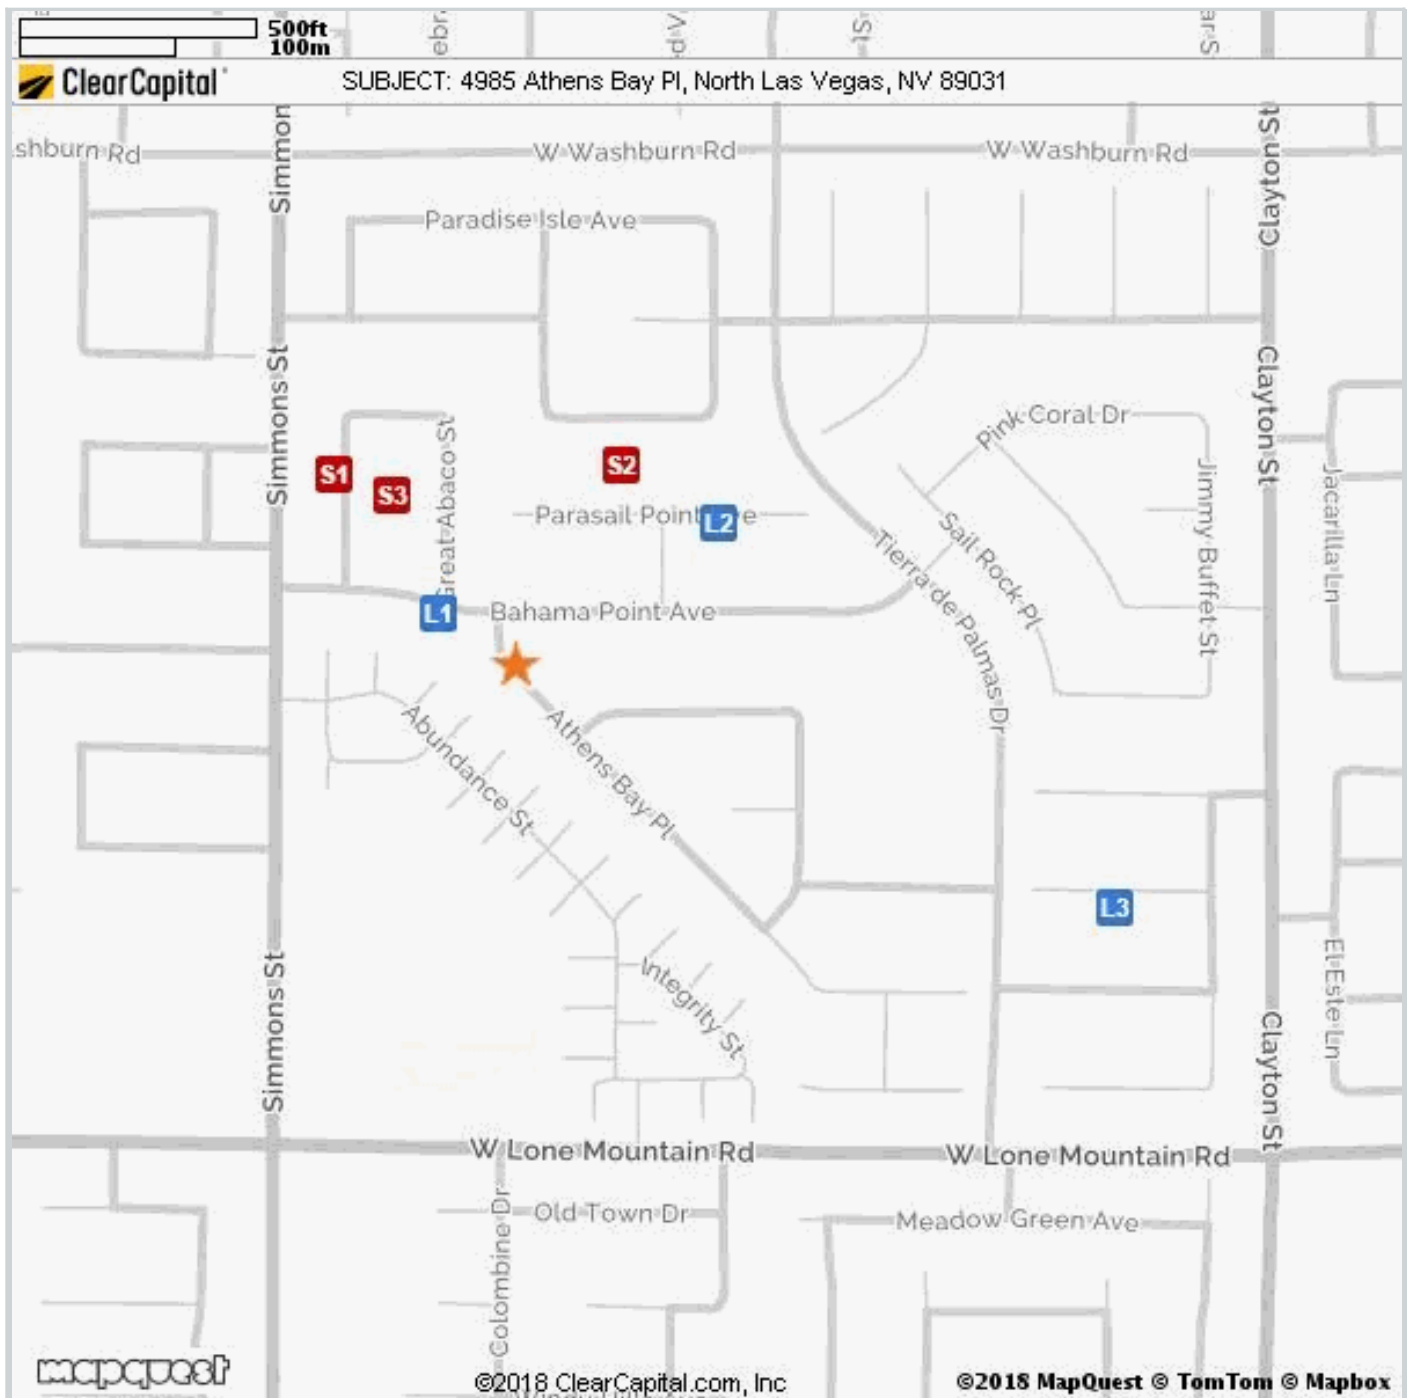 500ft
100m
ClearCapital
SUBJECT: 4985 Athens Bay Pl, North Las Vegas, NV 89031
shburn Rd
W Washburn Rd
W Washburn Rd
Simmon
Clayton St
Paradise Isle Ave
Simmons St
Clayton St
Pink Coral Dr
S1
S3
S2
Great Abaco St
Parasail Point
L2
Sail Rock Pl
Jimmy Buffet St
Jacarilla Ln
Tierra de Palmas Dr
L1
Bahama Point Ave
Abundance St
Athens Bay Pl
L3
Integrity St
Simmons St
El Este Ln
Clayton St
W Lone Mountain Rd
W Lone Mountain Rd
Colombine Dr
Old Town Dr
Meadow Green Ave
mapquest
©2018 ClearCapital.com, Inc
©2018 MapQuest © TomTom © Mapbox